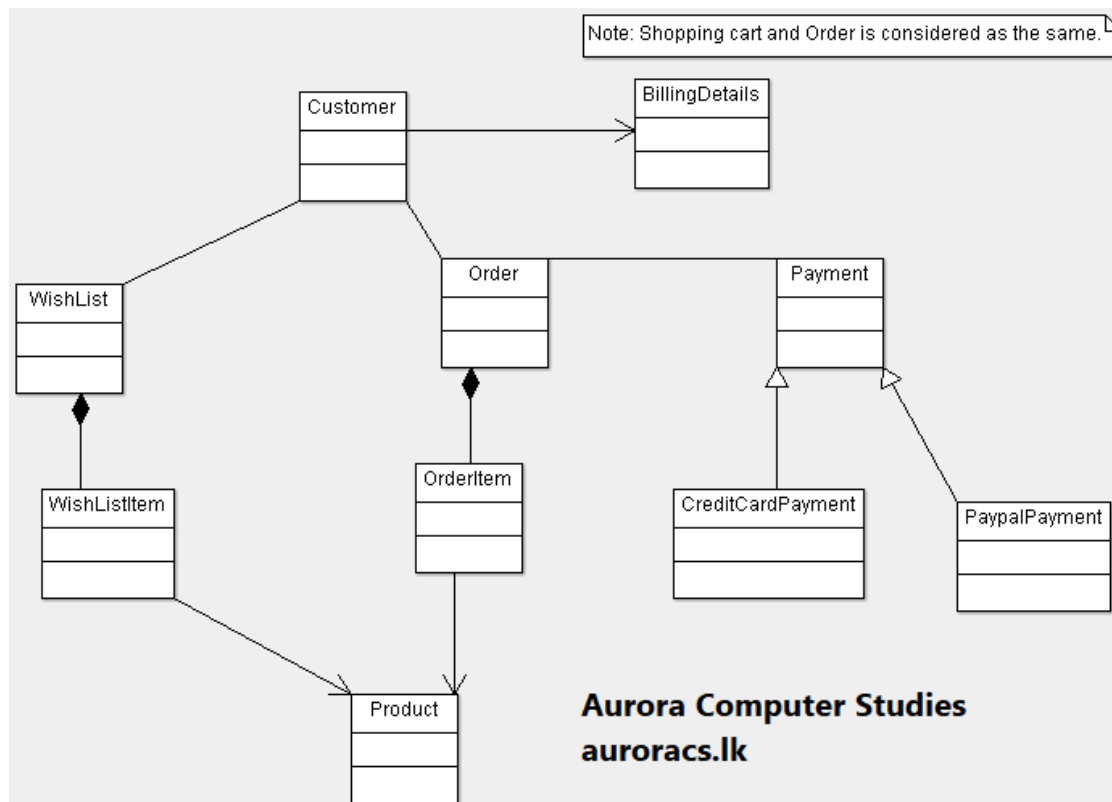 Note: Shopping cart and Order is considered as the same.
BillingDetails
Customer
Order
Payment
WishList
OrderItem
WishListItem
CreditCardPayment
PaypalPayment
Product
Aurora Computer Studies
auroracs.lk